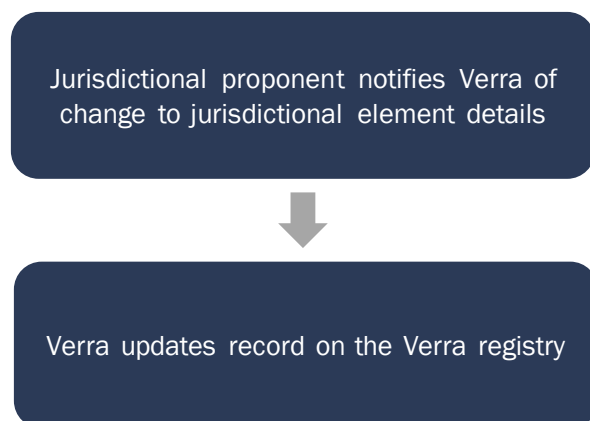 Jurisdictional proponent notifies Verra of
change to jurisdictional element details
Verra updates record on the Verra registry